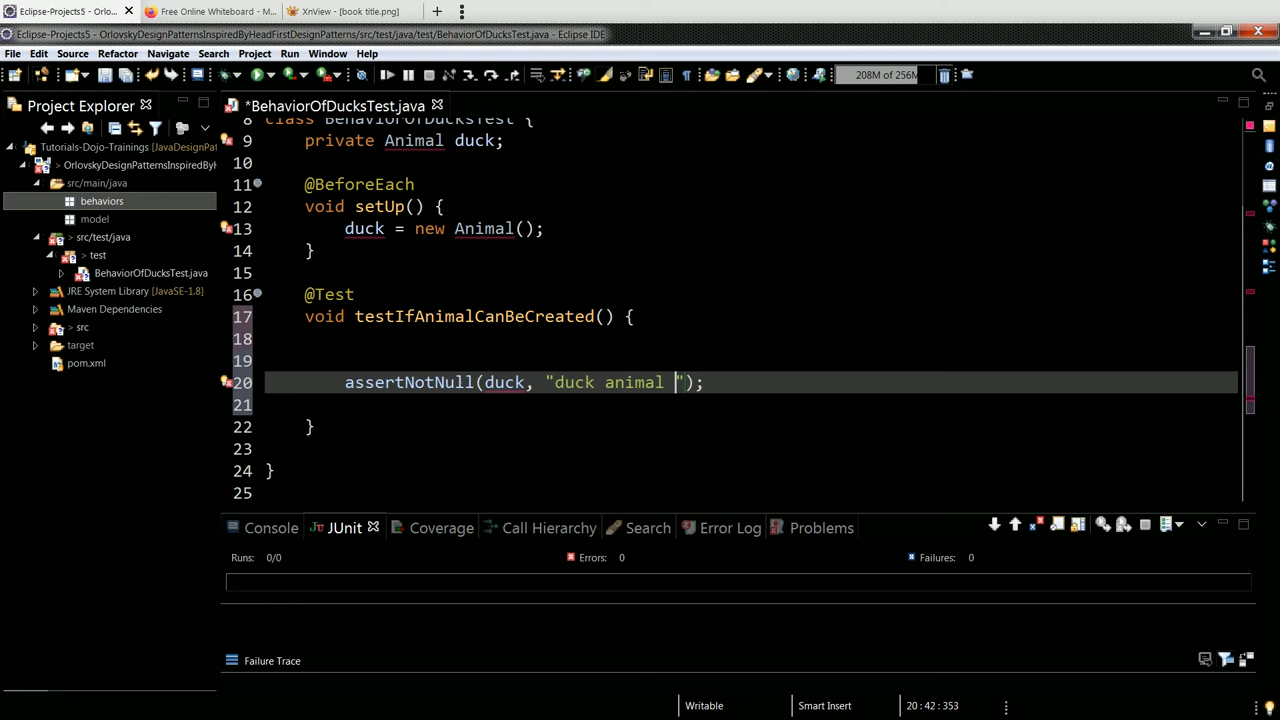 Eclipse-Projects5 - Orlo...
Free Online Whiteboard - M...
XnView - [book title.png]
Eclipse-Projects5 - OrlovskyDesignPatternsInspiredByHeadFirstDesignPatterns/src/test/java/test/BehaviorOfDucksTest.java - Eclipse IDE
File Edit Source Refactor Navigate Search Project Run Window Help
208M of 256M
Project Explorer
*BehaviorOfDucksTest.java
Tutorials-Dojo-Trainings [JavaDesignPat
> OrlovskyDesignPatternsInspiredByH
src/main/java
behaviors
model
> src/test/java
> test
BehaviorOfDucksTest.java
JRE System Library [JavaSE-1.8]
Maven Dependencies
> src
target
pom.xml
8 class BehaviorOfDucksTest {
9 private Animal duck;
10
11 @BeforeEach
12 void setUp() {
13 duck = new Animal();
14 }
15
16 @Test
17 void testIfAnimalCanBeCreated() {
18
19
20 assertNotNull(duck, "duck animal ");
21
22 }
23
24 }
25
Console JUnit Coverage Call Hierarchy Search Error Log Problems
Runs: 0/0 Errors: 0 Failures: 0
Failure Trace
Writable Smart Insert 20 : 42 : 353